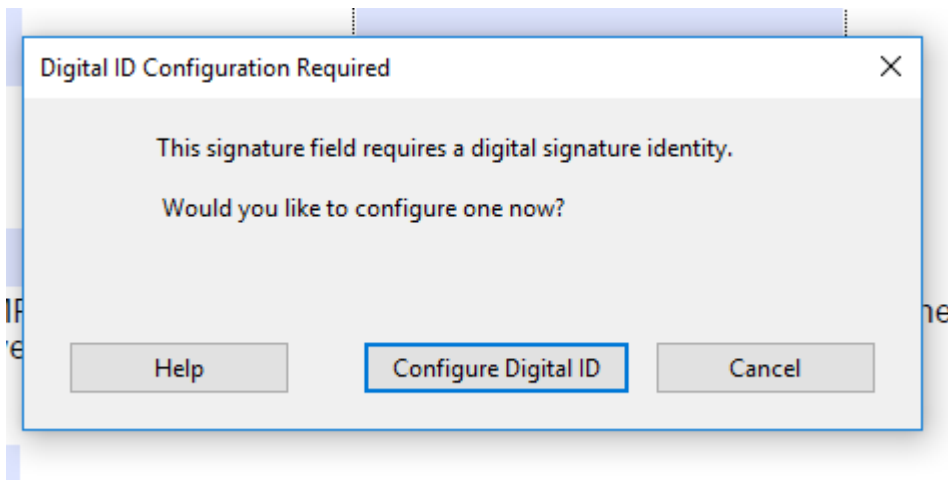 Digital ID Configuration Required
This signature field requires a digital signature identity.
Would you like to configure one now?
Help
Configure Digital ID
Cancel